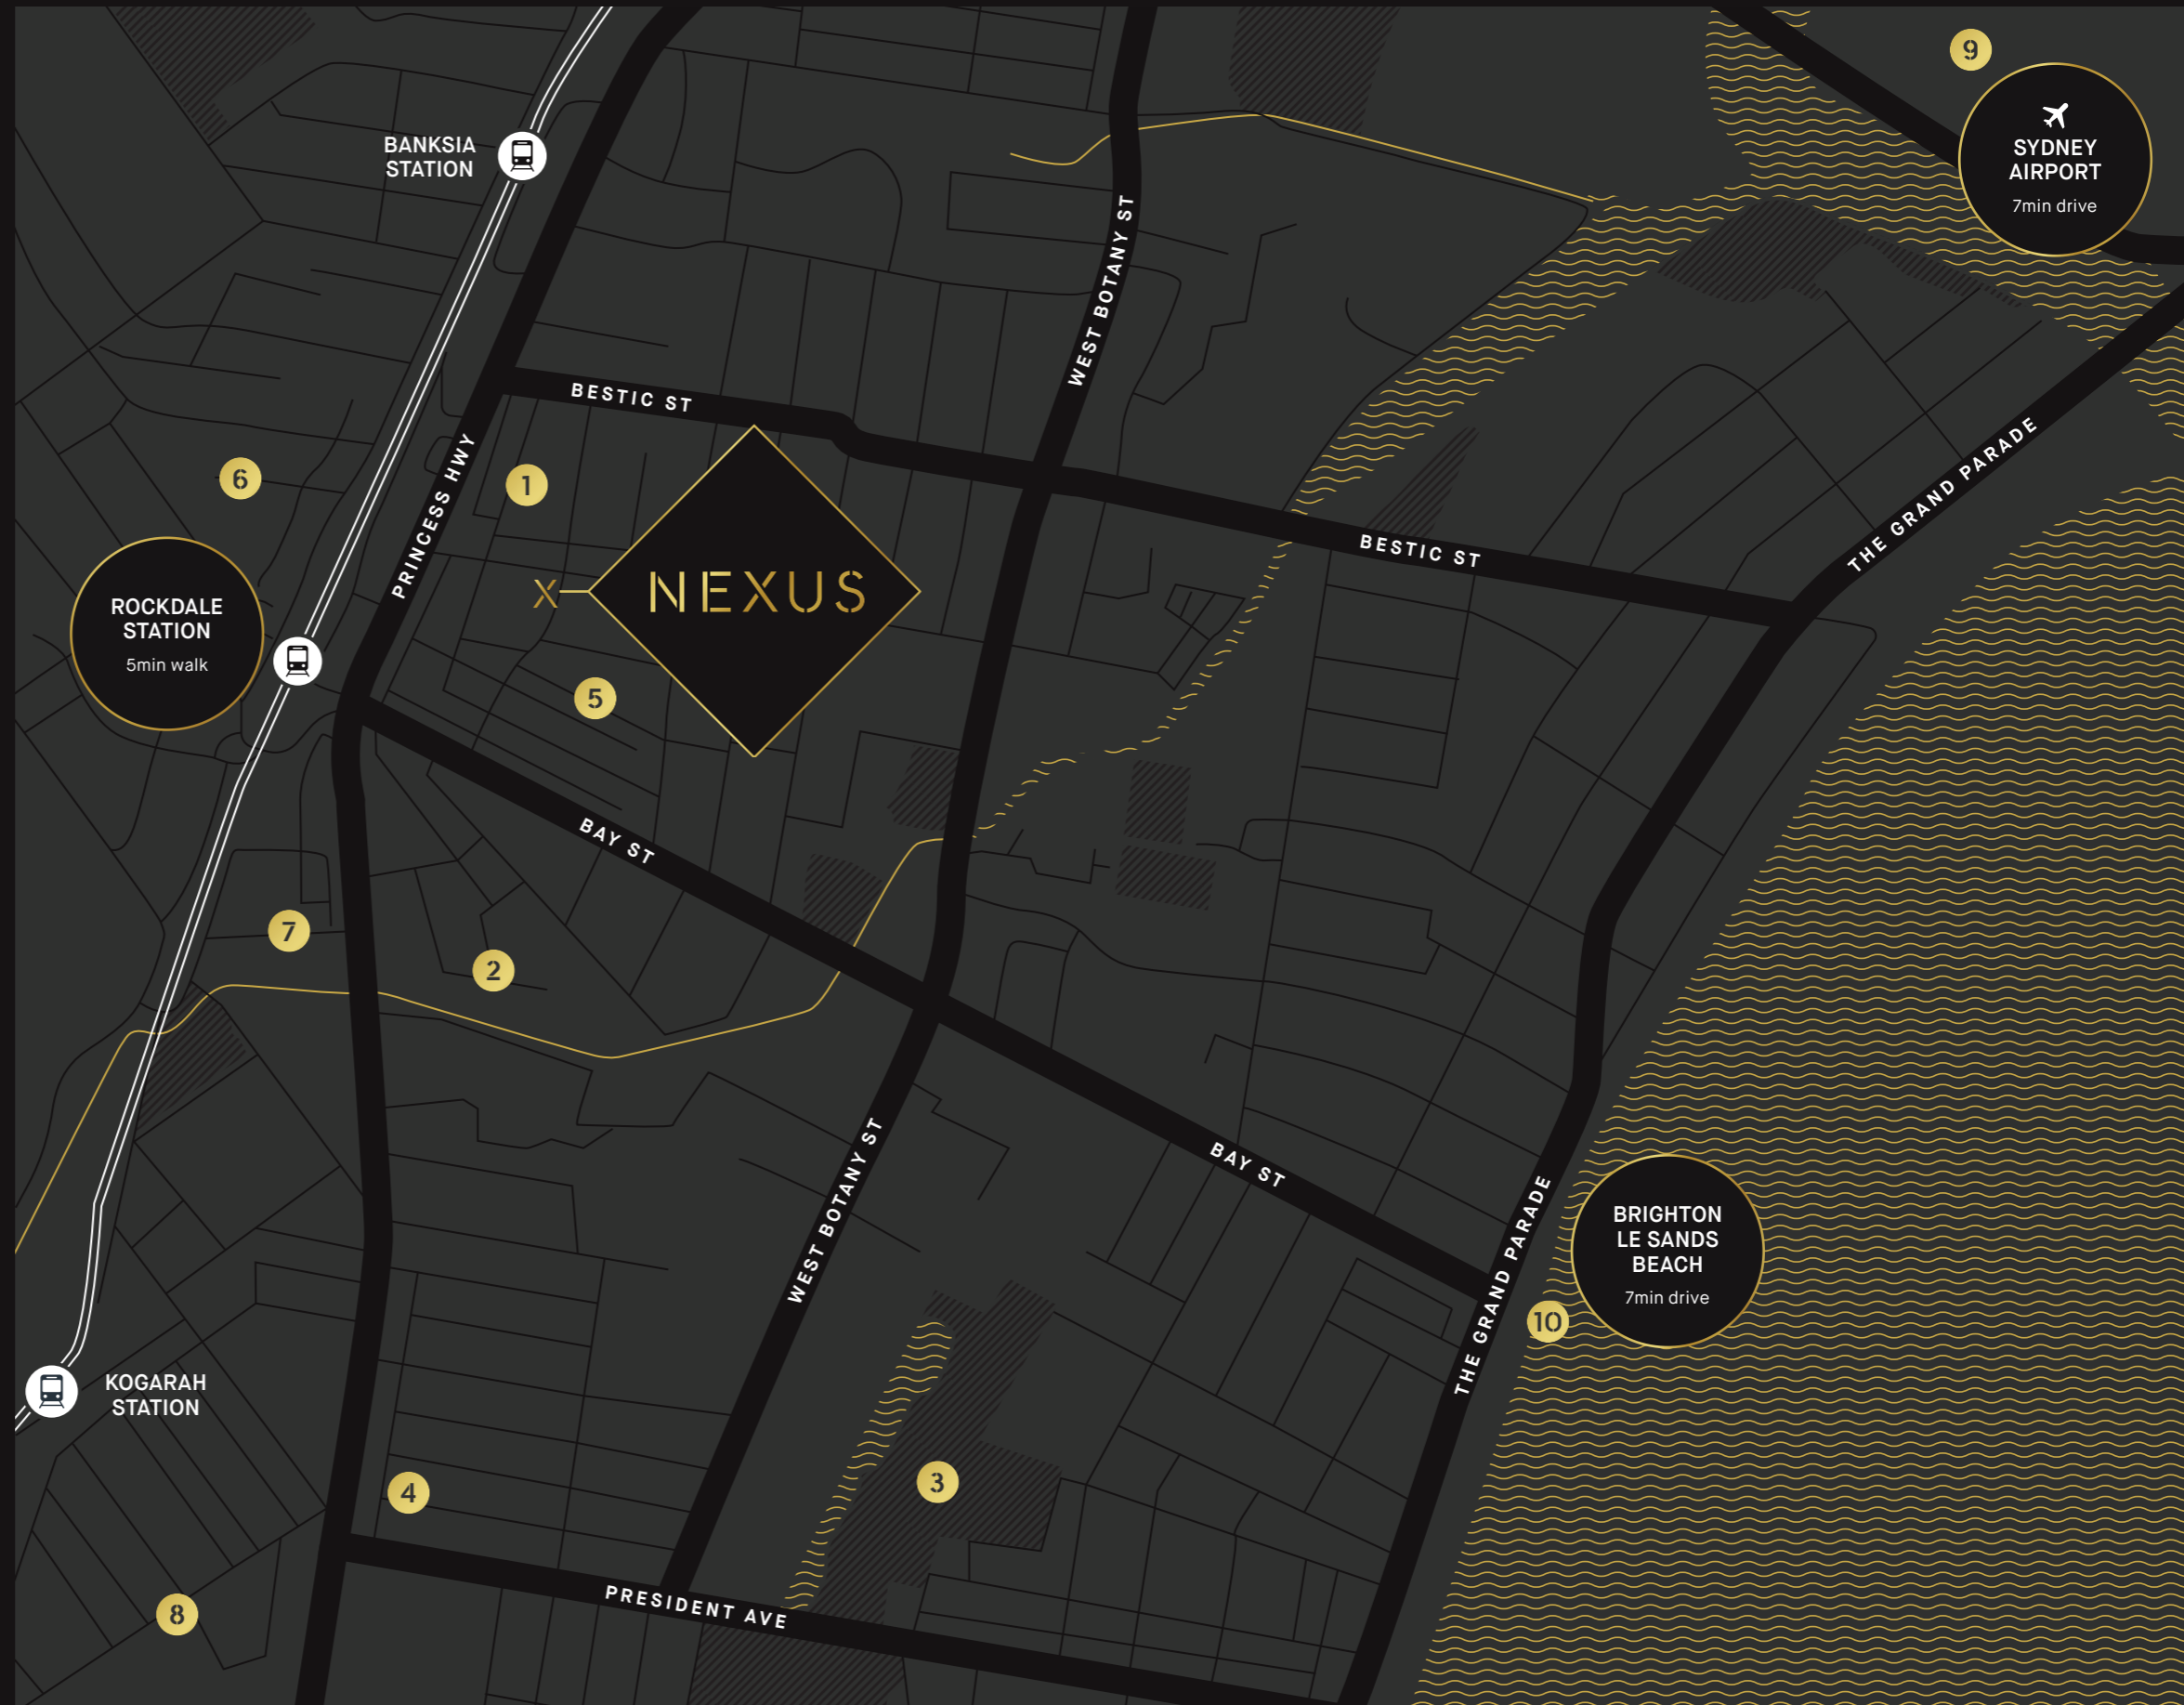 9
SYDNEY
AIRPORT
7min drive
BANKSIA
STATION
WEST BOTANY ST
BESTIC ST
PRINCESS HWY
6
1
THE GRAND PARADE
BESTIC ST
X
NEXUS
ROCKDALE
STATION
5min walk
5
BAY ST
7
2
BAY ST
WEST BOTANY ST
THE GRAND PARADE
BRIGHTON
LE SANDS
BEACH
7min drive
10
KOGARAH
STATION
4
3
PRESIDENT AVE
8